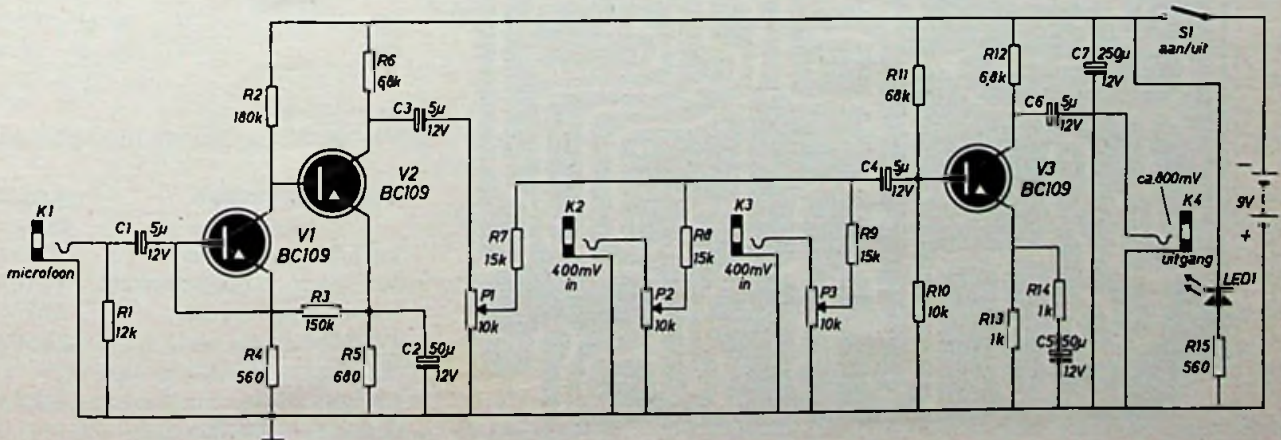 K1
microfoon
R1
12k
C1
5μ
12V
R2
180k
V1
BC109
R4
560
R3
150k
R6
6,8k
V2
BC109
R5
680
C3
5μ
12V
C2
50μ
12V
P1
10k
R7
15k
K2
400mV
in
P2
10k
R8
15k
K3
400mV
in
P3
10k
R9
15k
C4
5μ
12V
R11
68k
R10
10k
R12
6,8k
V3
BC109
R13
1k
R14
1k
C5
50μ
12V
C7
250μ
12V
C6
5μ
12V
ca.800mV
K4
uitgang
S1
aan/uit
LED1
R15
560
−
9V
+